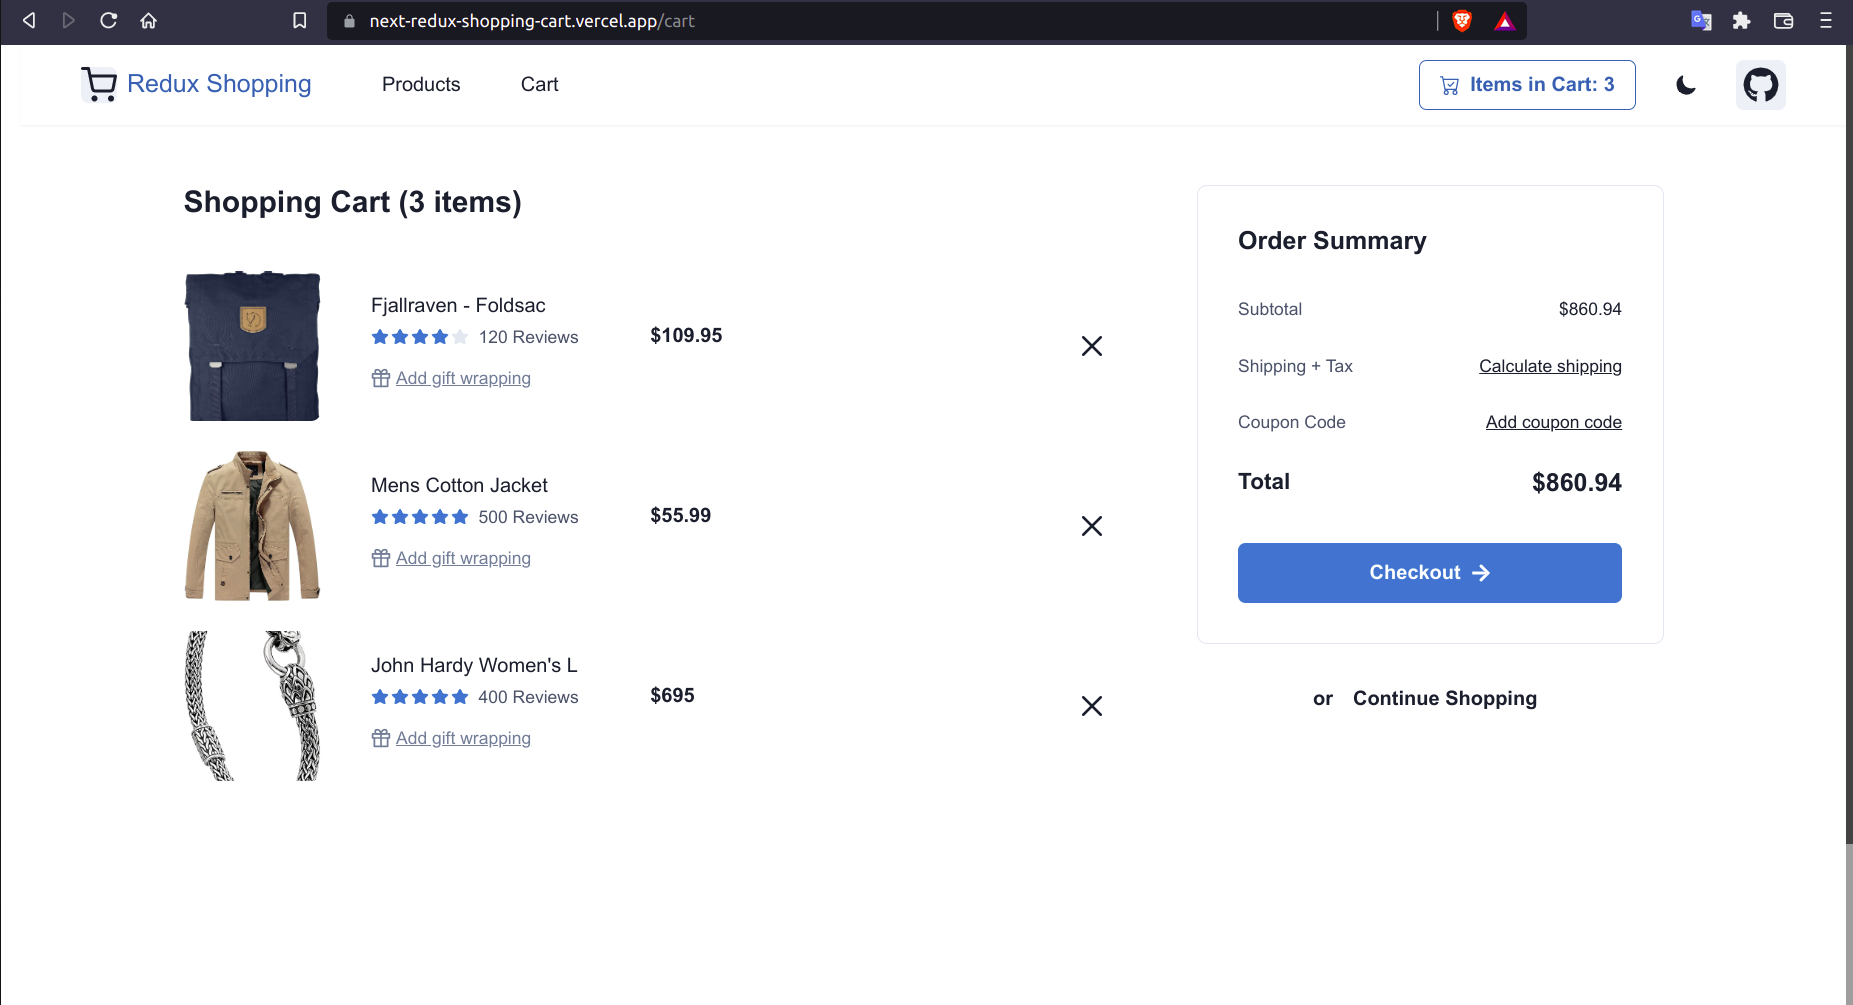 next-redux-shopping-cart.vercel.app/cart
Redux Shopping
Products
Cart
Items in Cart: 3
Shopping Cart (3 items)
Fjallraven - Foldsac
120 Reviews
$109.95
Add gift wrapping
Mens Cotton Jacket
500 Reviews
$55.99
Add gift wrapping
John Hardy Women's L
400 Reviews
$695
Add gift wrapping
Order Summary
Subtotal $860.94
Shipping + Tax Calculate shipping
Coupon Code Add coupon code
Total $860.94
Checkout
or Continue Shopping